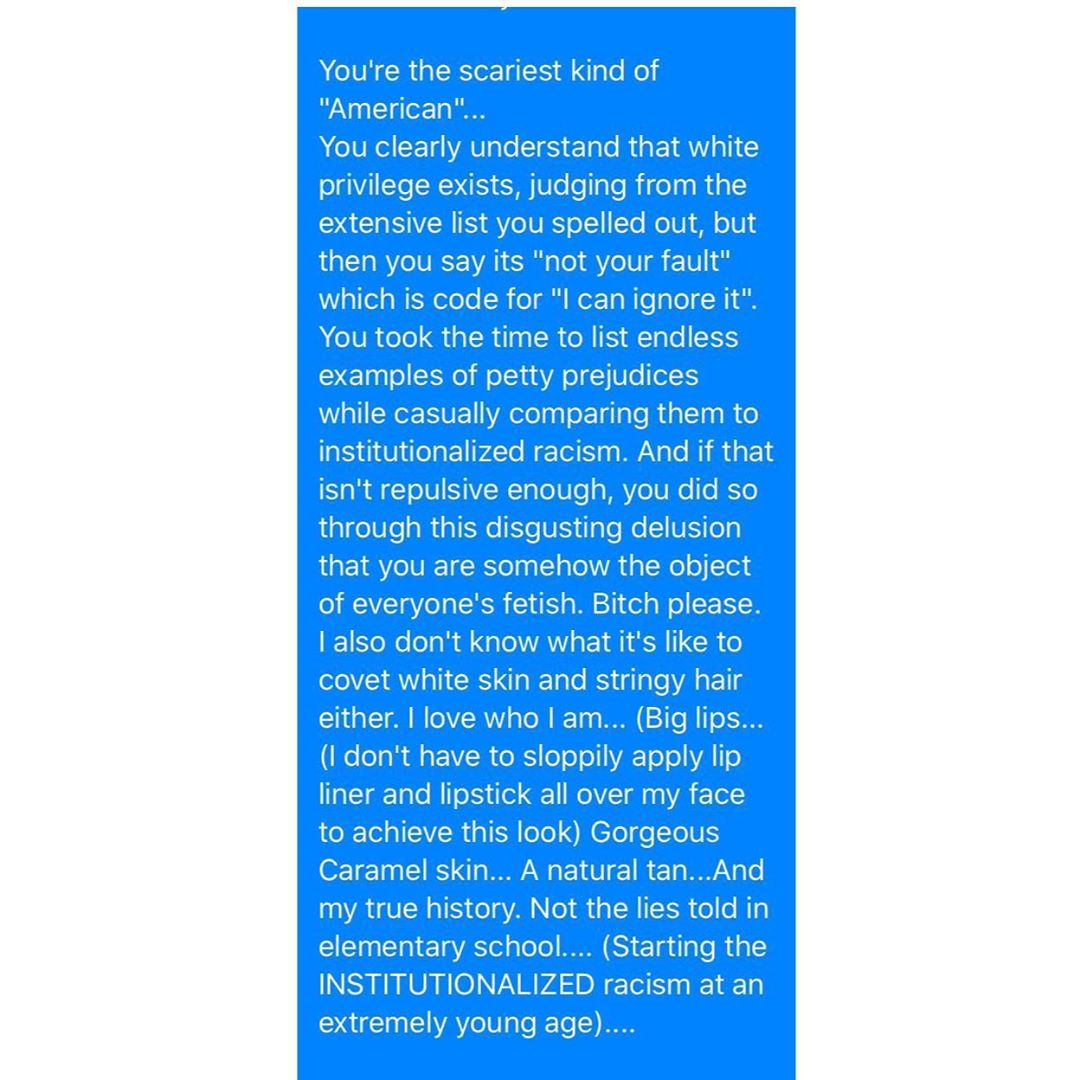 You're the scariest kind of
"American"...
You clearly understand that white
privilege exists, judging from the
extensive list you spelled out, but
then you say its "not your fault"
which is code for "I can ignore it".
You took the time to list endless
examples of petty prejudices
while casually comparing them to
institutionalized racism. And if that
isn't repulsive enough, you did so
through this disgusting delusion
that you are somehow the object
of everyone's fetish. Bitch please.
I also don't know what it's like to
covet white skin and stringy hair
either. I love who I am... (Big lips...
(I don't have to sloppily apply lip
liner and lipstick all over my face
to achieve this look) Gorgeous
Caramel skin... A natural tan...And
my true history. Not the lies told in
elementary school.... (Starting the
INSTITUTIONALIZED racism at an
extremely young age)....